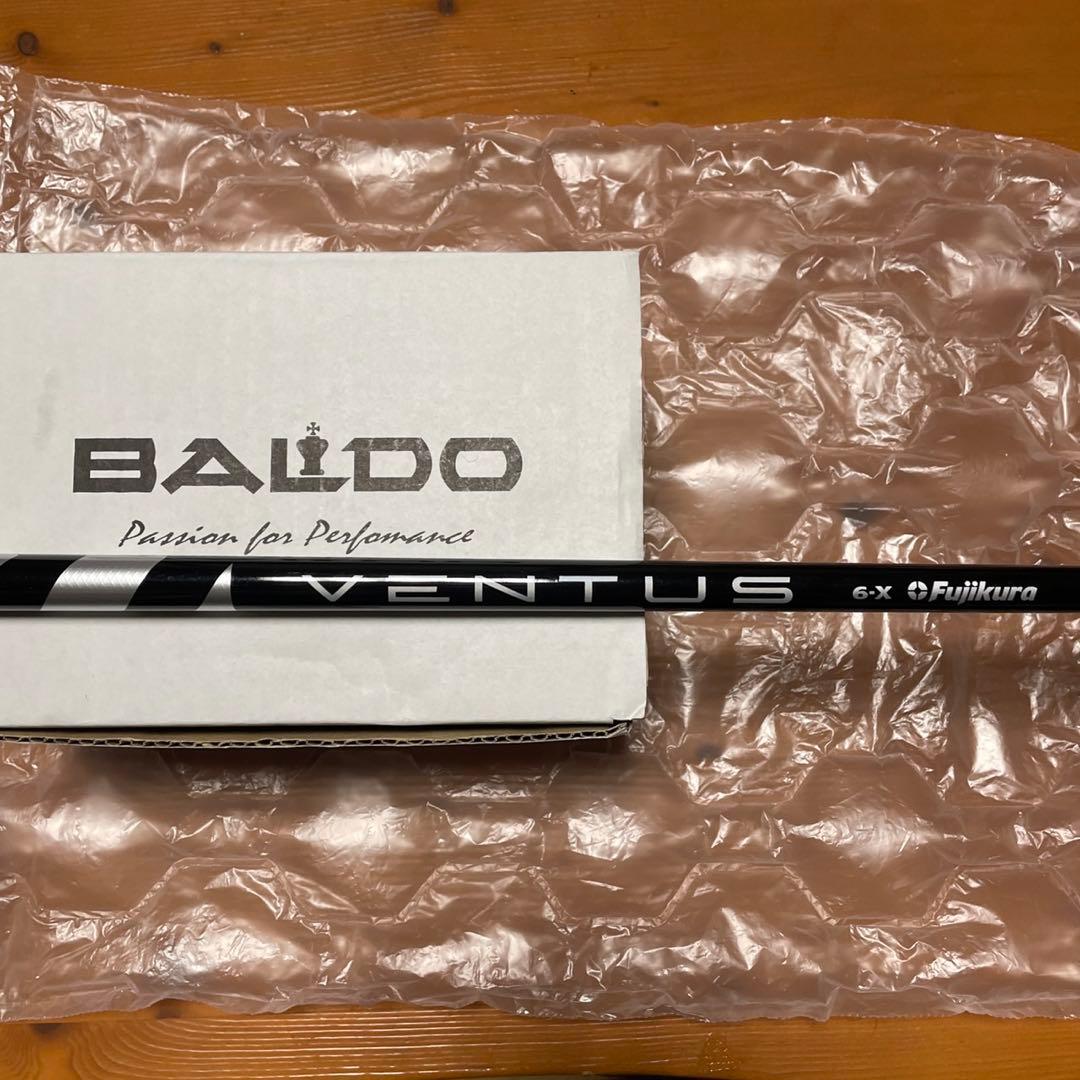 BALDO
Passion for Perfomance
VENTUS 6-X Fujikura